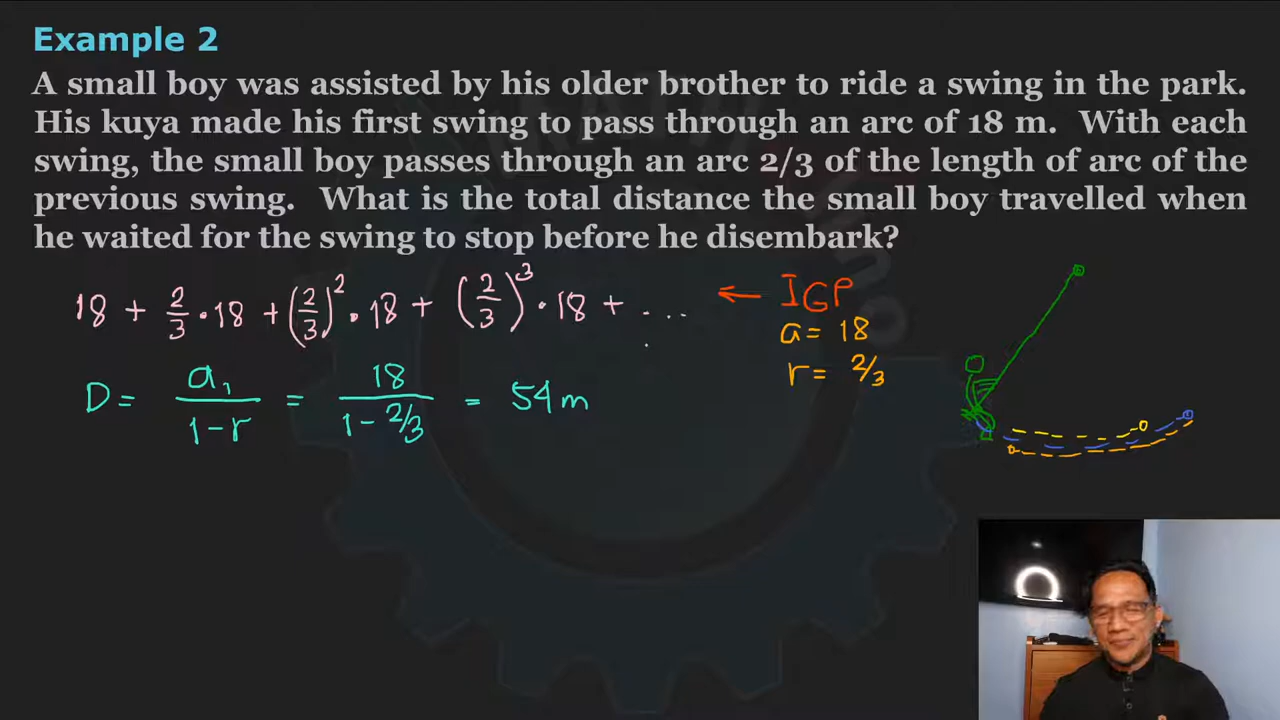 Example 2
A small boy was assisted by his older brother to ride a swing in the park.
His kuya made his first swing to pass through an arc of 18 m. With each
swing, the small boy passes through an arc 2/3 of the length of arc of the
previous swing. What is the total distance the small boy travelled when
he waited for the swing to stop before he disembark?
18 + 2/3 · 18 + (2/3)² · 18 + (2/3)³ · 18 + ... ← IGP
a = 18
r = 2/3
D = a₁/(1-r) = 18/(1-2/3) = 54 m